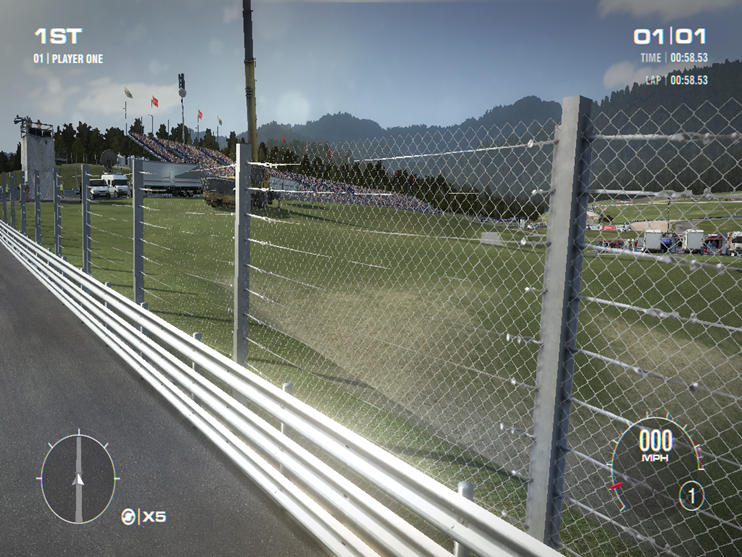 1ST
01 | PLAYER ONE
01|01
TIME | 00:58.53
LAP | 00:58.53
000
MPH
1
X5